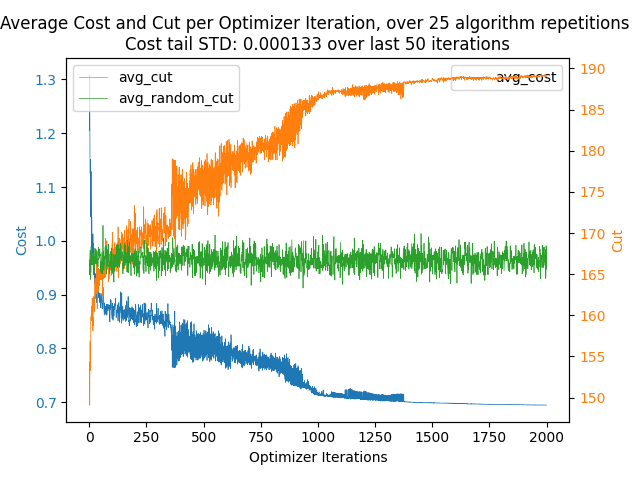 Average Cost and Cut per Optimizer Iteration, over 25 algorithm repetitions
Cost tail STD: 0.000133 over last 50 iterations
avg_cut
avg_random_cut
avg_cost
1.3
1.2
1.1
1.0
0.9
0.8
0.7
Cost
190
185
180
175
170
165
160
155
150
Cut
0 250 500 750 1000 1250 1500 1750 2000
Optimizer Iterations